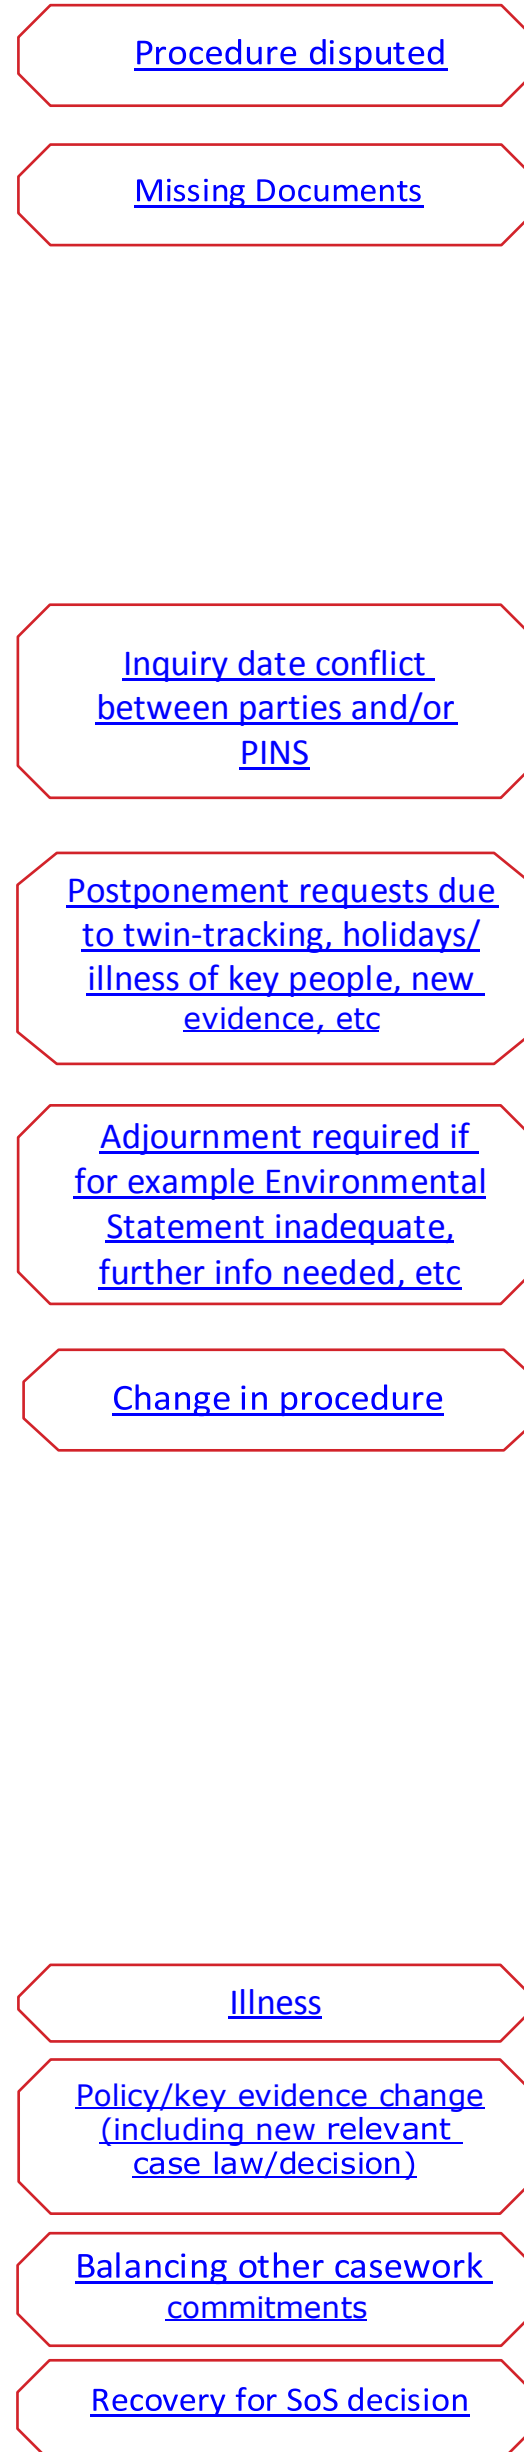 Procedure disputed
Missing Documents
Inquiry date conflict
between parties and/or
PINS
Postponement requests due
to twin-tracking, holidays/
illness of key people, new
evidence, etc
Adjournment required if
for example Environmental
Statement inadequate,
further info needed, etc
Change in procedure
Illness
Policy/key evidence change
(including new relevant
case law/decision)
Balancing other casework
commitments
Recovery for SoS decision